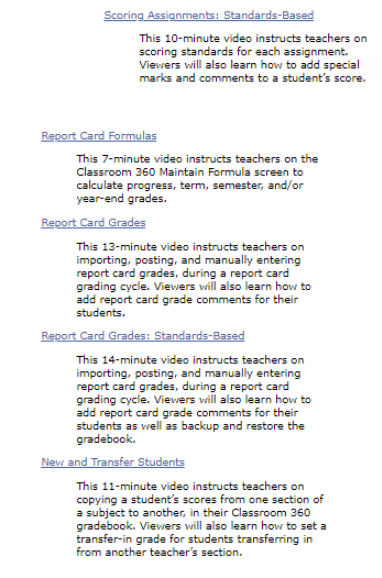 Scoring Assignments: Standards-Based
This 10-minute video instructs teachers on
scoring standards for each assignment.
Viewers will also learn how to add special
marks and comments to a student's score.
Report Card Formulas
This 7-minute video instructs teachers on the
Classroom 360 Maintain Formula screen to
calculate progress, term, semester, and/or
year-end grades.
Report Card Grades
This 13-minute video instructs teachers on
importing, posting, and manually entering
report card grades, during a report card
grading cycle. Viewers will also learn how to
add report card grade comments for their
students.
Report Card Grades: Standards-Based
This 14-minute video instructs teachers on
importing, posting, and manually entering
report card grades, during a report card
grading cycle. Viewers will also learn how to
add report card grade comments for their
students as well as backup and restore the
gradebook.
New and Transfer Students
This 11-minute video instructs teachers on
copying a student's scores from one section of
a subject to another, in their Classroom 360
gradebook. Viewers will also learn how to set a
transfer-in grade for students transferring in
from another teacher's section.